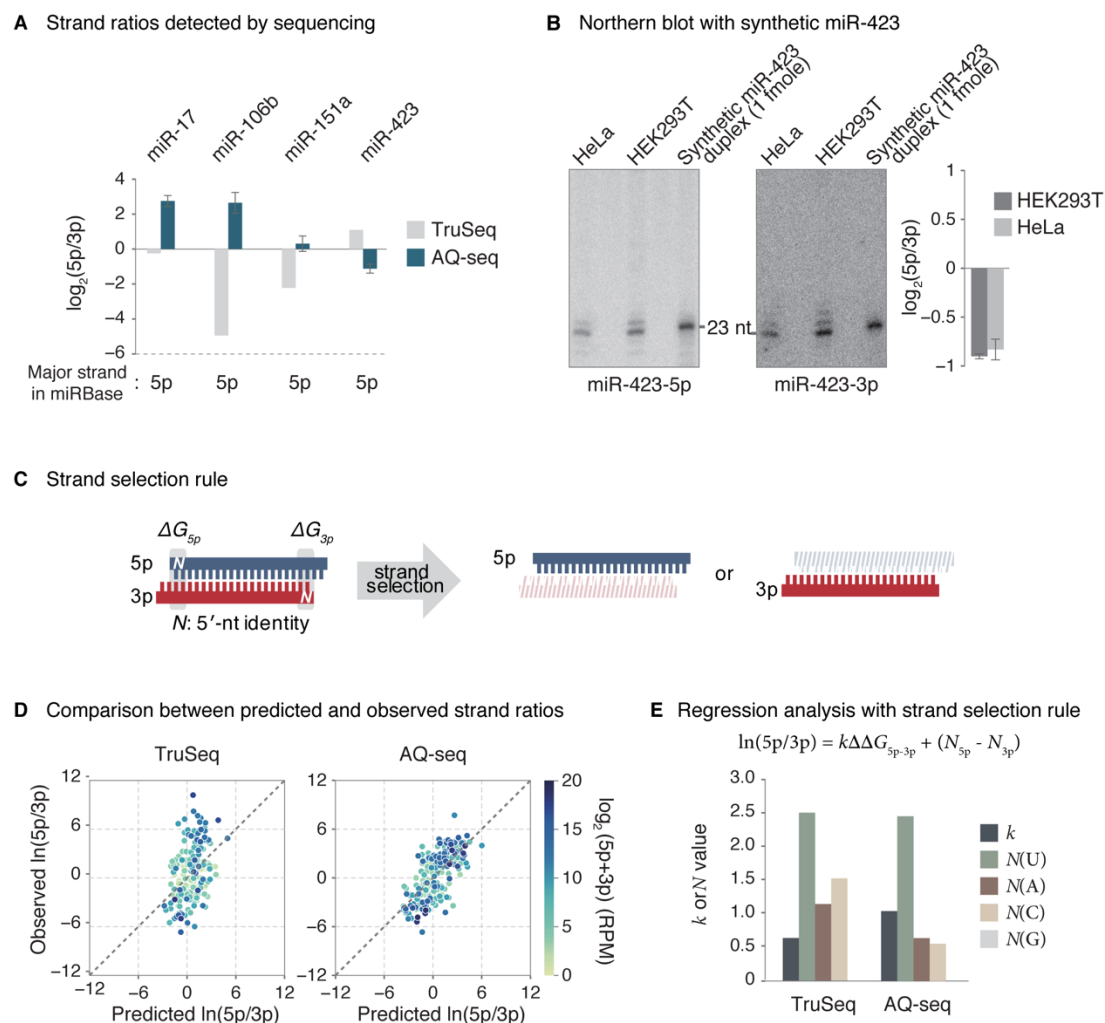 A Strand ratios detected by sequencing
miR-17
miR-106b
miR-151a
miR-423
log2(5p/3p)
4
2
0
−2
−4
−6
TruSeq
AQ-seq
Major strand
in miRBase
: 5p 5p 5p 5p
B Northern blot with synthetic miR-423
HeLa
HEK293T
Synthetic miR-423
duplex (1 fmole)
HeLa
HEK293T
Synthetic miR-423
duplex (1 fmole)
23 nt
miR-423-5p
miR-423-3p
log2(5p/3p)
1
0.5
0
−0.5
−1
HEK293T
HeLa
C Strand selection rule
ΔG5p
ΔG3p
5p
N
3p
N
N: 5′-nt identity
strand
selection
5p
or
3p
D Comparison between predicted and observed strand ratios
TruSeq
AQ-seq
Observed ln(5p/3p)
12
6
0
−6
−12
−12 −6 0 6 12
Predicted ln(5p/3p)
12
6
0
−6
−12
−12 −6 0 6 12
Predicted ln(5p/3p)
20
15
10
5
0
log2 (5p+3p) (RPM)
E Regression analysis with strand selection rule
ln(5p/3p) = kΔΔG5p-3p + (N5p - N3p)
k or N value
3.0
2.5
2.0
1.5
1.0
0.5
0
TruSeq
AQ-seq
k
N(U)
N(A)
N(C)
N(G)